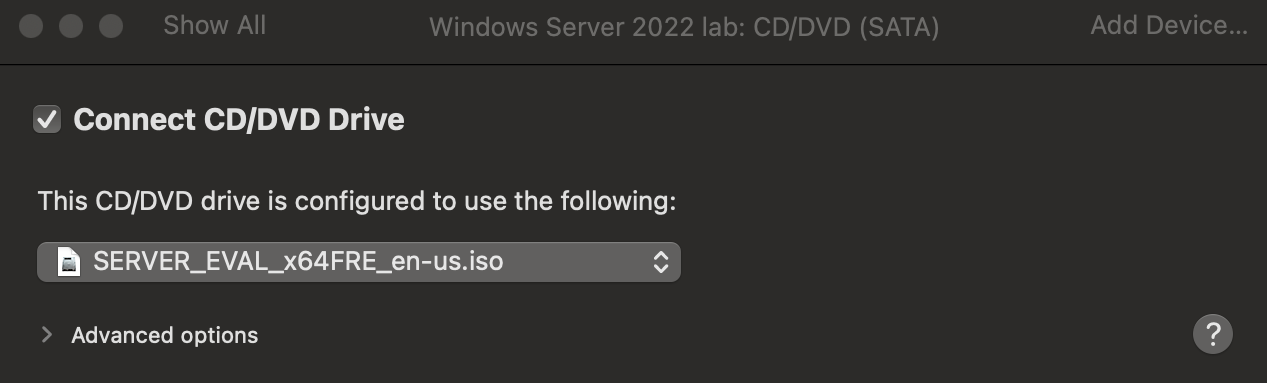 Show All
Windows Server 2022 lab: CD/DVD (SATA)
Add Device...
Connect CD/DVD Drive
This CD/DVD drive is configured to use the following:
SERVER_EVAL_x64FRE_en-us.iso
Advanced options
?